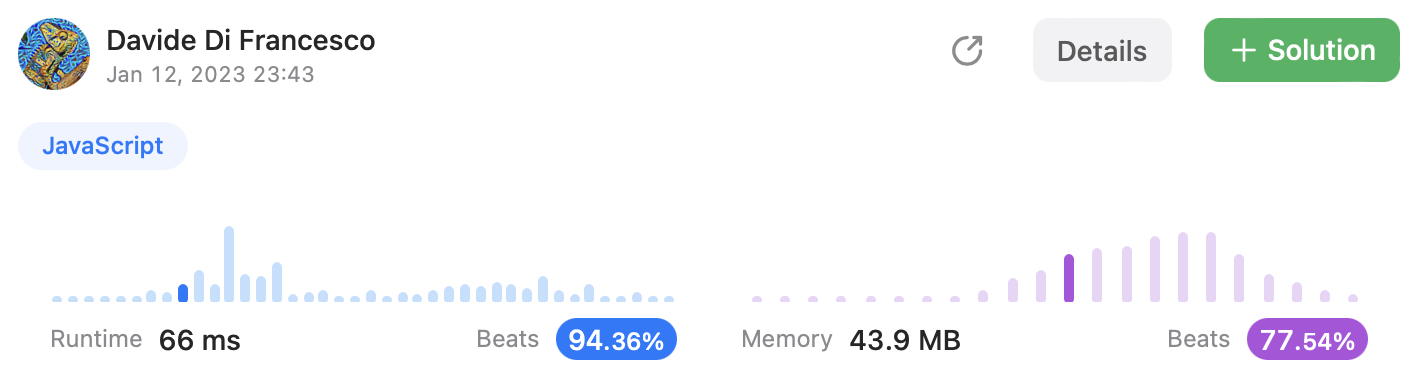 Davide Di Francesco
Jan 12, 2023 23:43
Details
+ Solution
JavaScript
Runtime 66 ms Beats 94.36%
Memory 43.9 MB Beats 77.54%